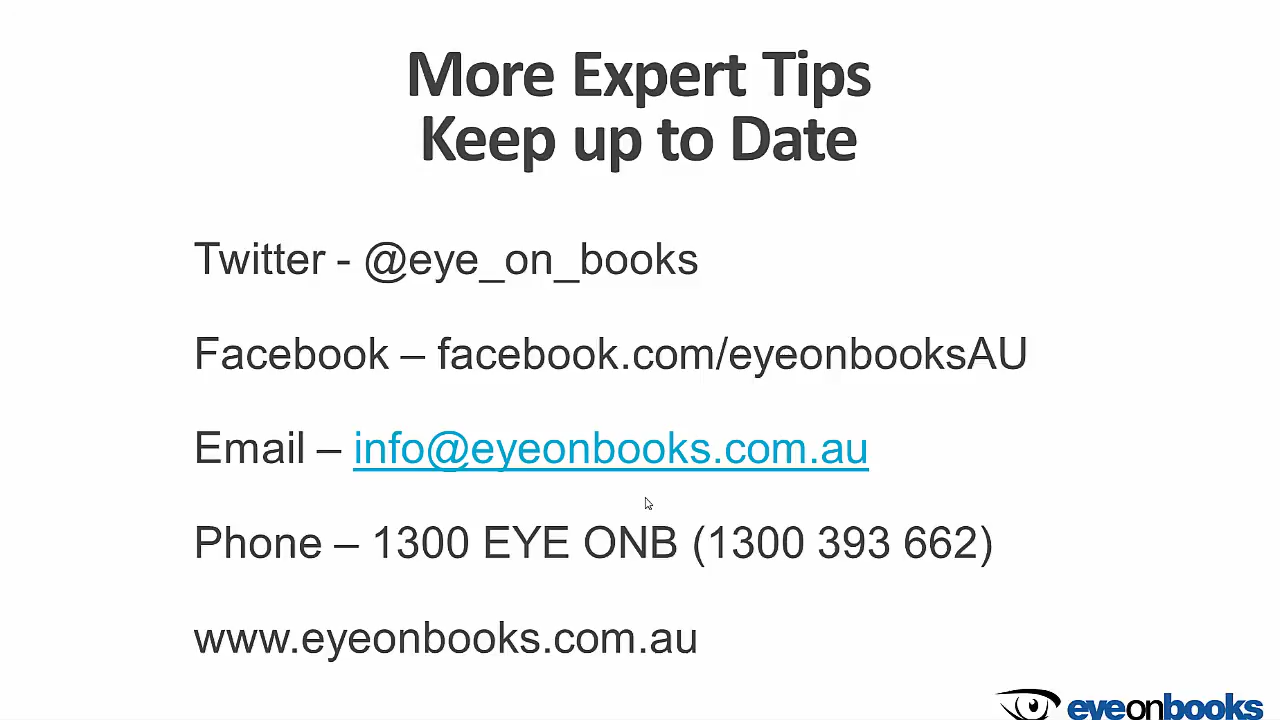 More Expert Tips
Keep up to Date
Twitter - @eye_on_books
Facebook – facebook.com/eyeonbooksAU
Email – info@eyeonbooks.com.au
Phone – 1300 EYE ONB (1300 393 662)
www.eyeonbooks.com.au
eyeonbooks